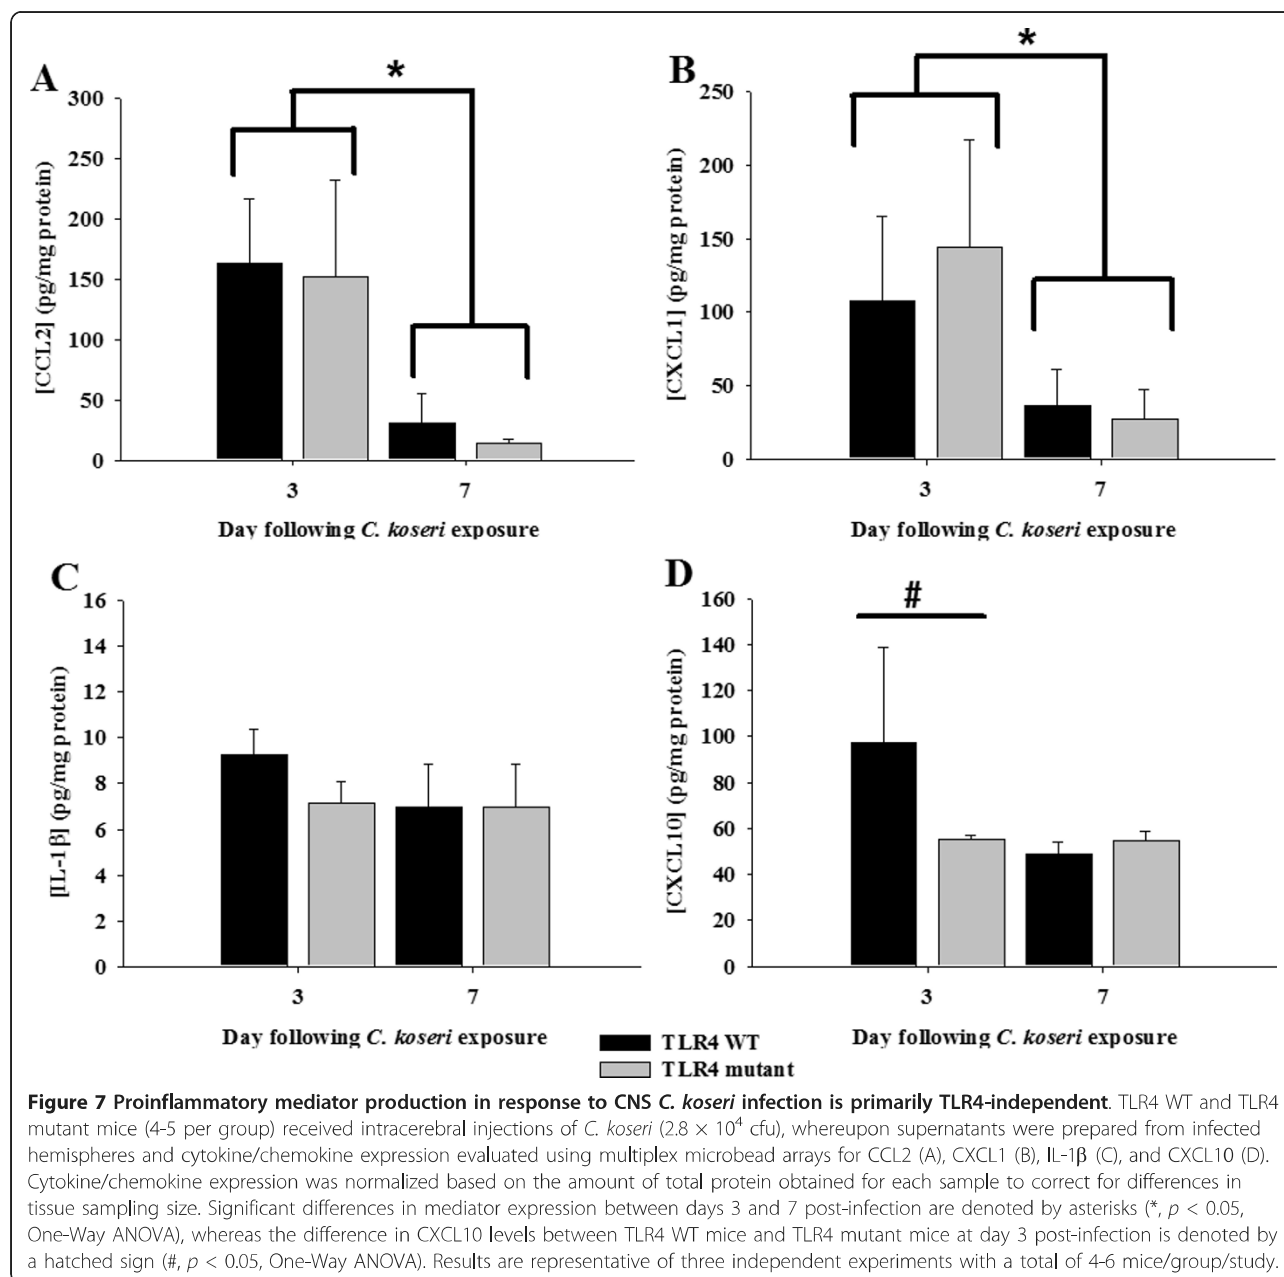 A
*
300
250
200
150
100
50
0
[CCL2] (pg/mg protein)
3 7
Day following C. koseri exposure
B
*
250
200
150
100
50
0
[CXCL1] (pg/mg protein)
3 7
Day following C. koseri exposure
C
16
14
12
10
8
6
4
2
0
[IL-1β] (pg/mg protein)
3 7
Day following C. koseri exposure
D
#
160
140
120
100
80
60
40
20
0
[CXCL10] (pg/mg protein)
3 7
Day following C. koseri exposure
TLR4 WT
TLR4 mutant
Figure 7 Proinflammatory mediator production in response to CNS C. koseri infection is primarily TLR4-independent. TLR4 WT and TLR4
mutant mice (4-5 per group) received intracerebral injections of C. koseri (2.8 × 10⁴ cfu), whereupon supernatants were prepared from infected
hemispheres and cytokine/chemokine expression evaluated using multiplex microbead arrays for CCL2 (A), CXCL1 (B), IL-1β (C), and CXCL10 (D).
Cytokine/chemokine expression was normalized based on the amount of total protein obtained for each sample to correct for differences in
tissue sampling size. Significant differences in mediator expression between days 3 and 7 post-infection are denoted by asterisks (*, p < 0.05,
One-Way ANOVA), whereas the difference in CXCL10 levels between TLR4 WT mice and TLR4 mutant mice at day 3 post-infection is denoted by
a hatched sign (#, p < 0.05, One-Way ANOVA). Results are representative of three independent experiments with a total of 4-6 mice/group/study.